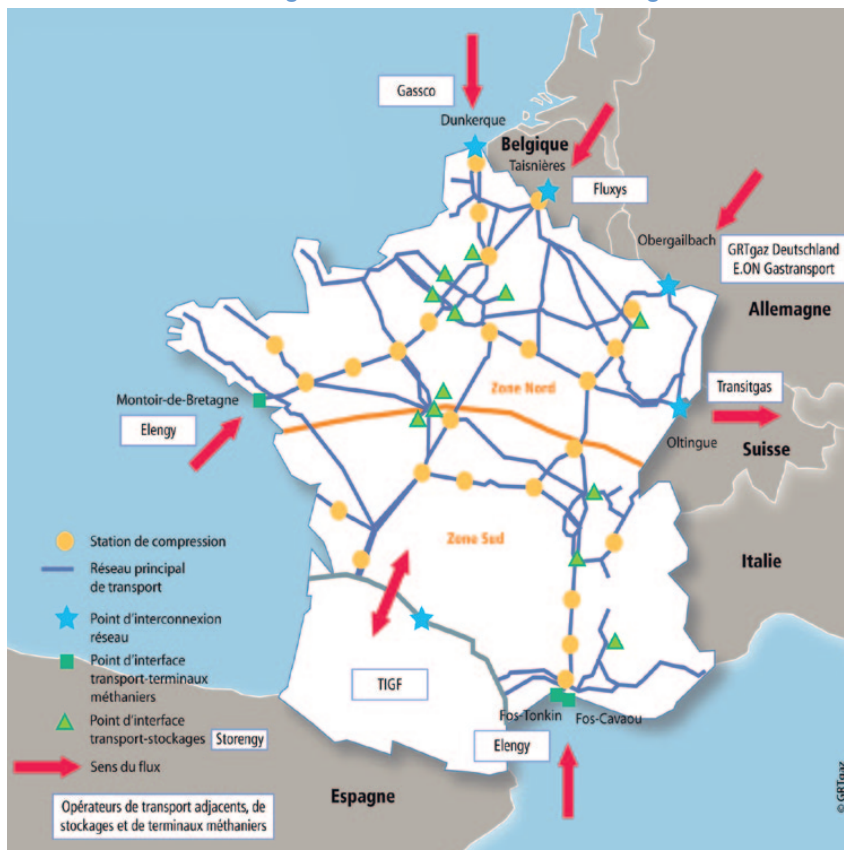 Gassco
Dunkerque
Belgique
Taisnières
Fluxys
Obergailbach
GRTgaz Deutschland
E.ON Gastransport
Allemagne
Montoir-de-Bretagne
Zone Nord
Transitgas
Elengy
Oltingue
Suisse
Station de compression
Zone Sud
Italie
Réseau principal
de transport
Point d'interconnexion
réseau
Point d'interface
transport-terminaux
méthaniers
TIGF
Point d'interface
transport-stockages
Storengy
Fos-Tonkin
Fos-Cavaou
Elengy
Sens du flux
Espagne
Opérateurs de transport adjacents, de
stockages et de terminaux méthaniers
© GRTgaz